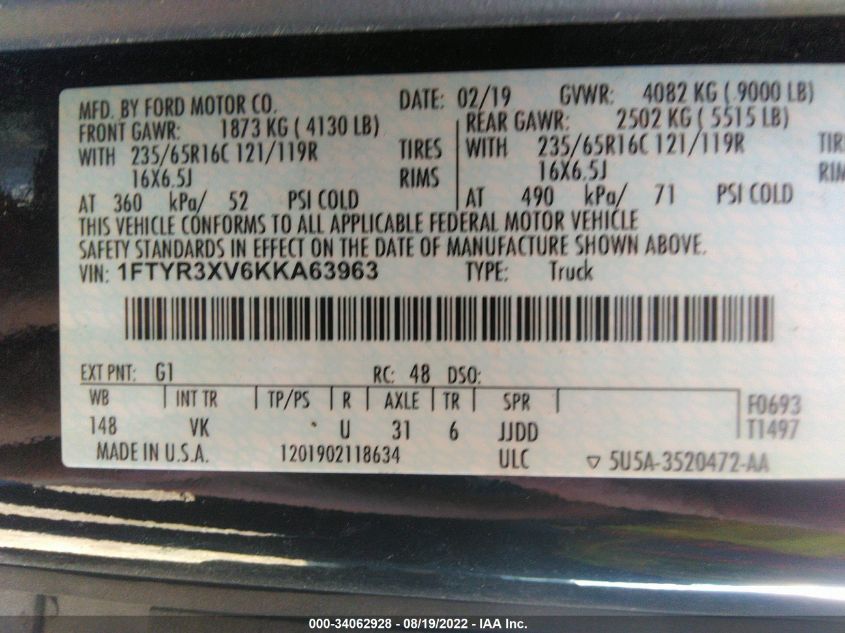 MFD. BY FORD MOTOR CO. DATE: 02/19 GVWR: 4082 KG ( 9000 LB)
FRONT GAWR: 1873 KG ( 4130 LB) REAR GAWR: 2502 KG ( 5515 LB)
WITH 235/65R16C 121/119R TIRES WITH 235/65R16C 121/119R
16X6.5J RIMS 16X6.5J
AT 360 kPa/ 52 PSI COLD AT 490 kPa/ 71 PSI COLD
THIS VEHICLE CONFORMS TO ALL APPLICABLE FEDERAL MOTOR VEHICLE
SAFETY STANDARDS IN EFFECT ON THE DATE OF MANUFACTURE SHOWN ABOVE.
VIN: 1FTYR3XV6KKA63963 TYPE: Truck
EXT PNT: G1 RC: 48 DSO:
WB INT TR TP/PS R AXLE TR SPR F0693
148 VK U 31 6 JJDD T1497
MADE IN U.S.A. 1201902118634 ULC ▽ 5U5A-3520472-AA
000-34062928 - 08/19/2022 - IAA Inc.